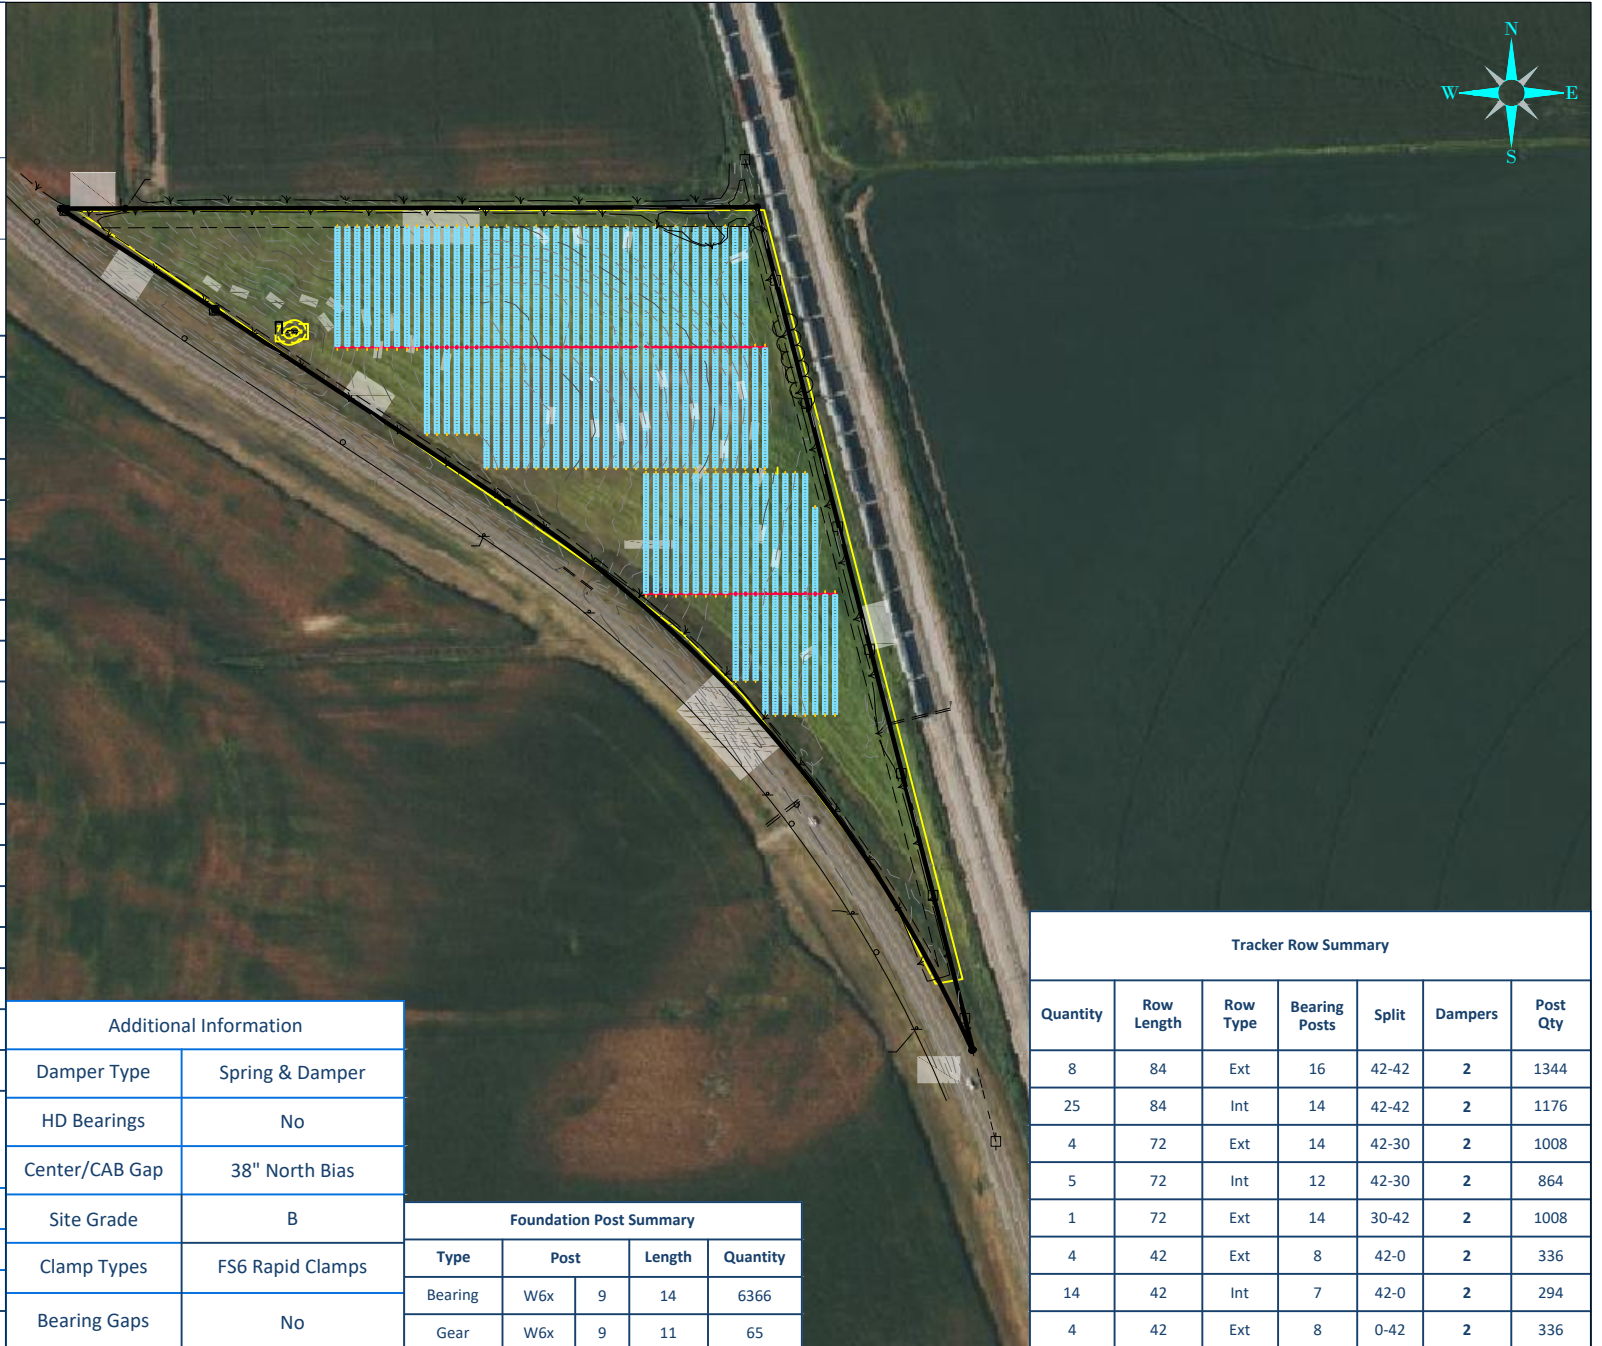 N
W E
S
Tracker Row Summary
Quantity Row Length Row Type Bearing Posts Split Dampers Post Qty
8 84 Ext 16 42-42 2 1344
25 84 Int 14 42-42 2 1176
4 72 Ext 14 42-30 2 1008
5 72 Int 12 42-30 2 864
1 72 Ext 14 30-42 2 1008
4 42 Ext 8 42-0 2 336
14 42 Int 7 42-0 2 294
4 42 Ext 8 0-42 2 336
Additional Information
Damper Type Spring & Damper
HD Bearings No
Center/CAB Gap 38" North Bias
Site Grade B
Clamp Types FS6 Rapid Clamps
Bearing Gaps No
Foundation Post Summary
Type Post Length Quantity
Bearing W6x 9 14 6366
Gear W6x 9 11 65